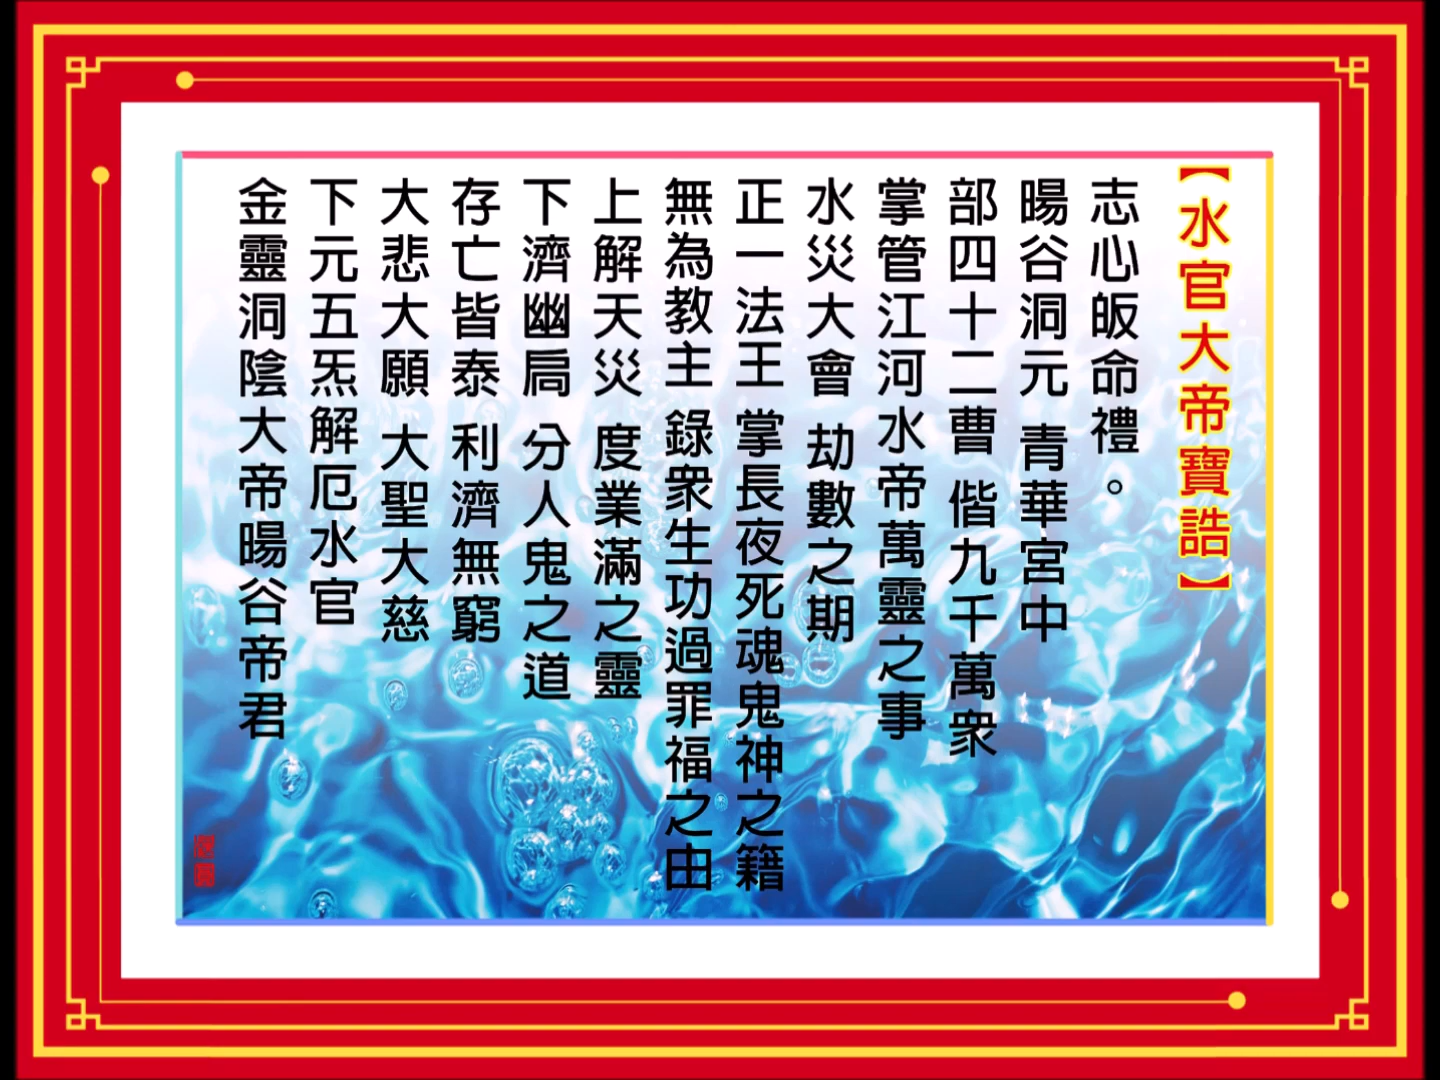 【水官大帝寶誥】
志心皈命禮。
暘谷洞元 青華宮中
部四十二曹 偕九千萬衆
掌管江河水帝萬靈之事
水災大會 劫數之期
正一法王 掌長夜死魂鬼神之籍
無為教主 錄衆生功過罪福之由
上解天災 度業滿之靈
下濟幽扃 分人鬼之道
存亡皆泰 利濟無窮
大悲大願 大聖大慈
下元五炁解厄水官
金靈洞陰大帝暘谷帝君